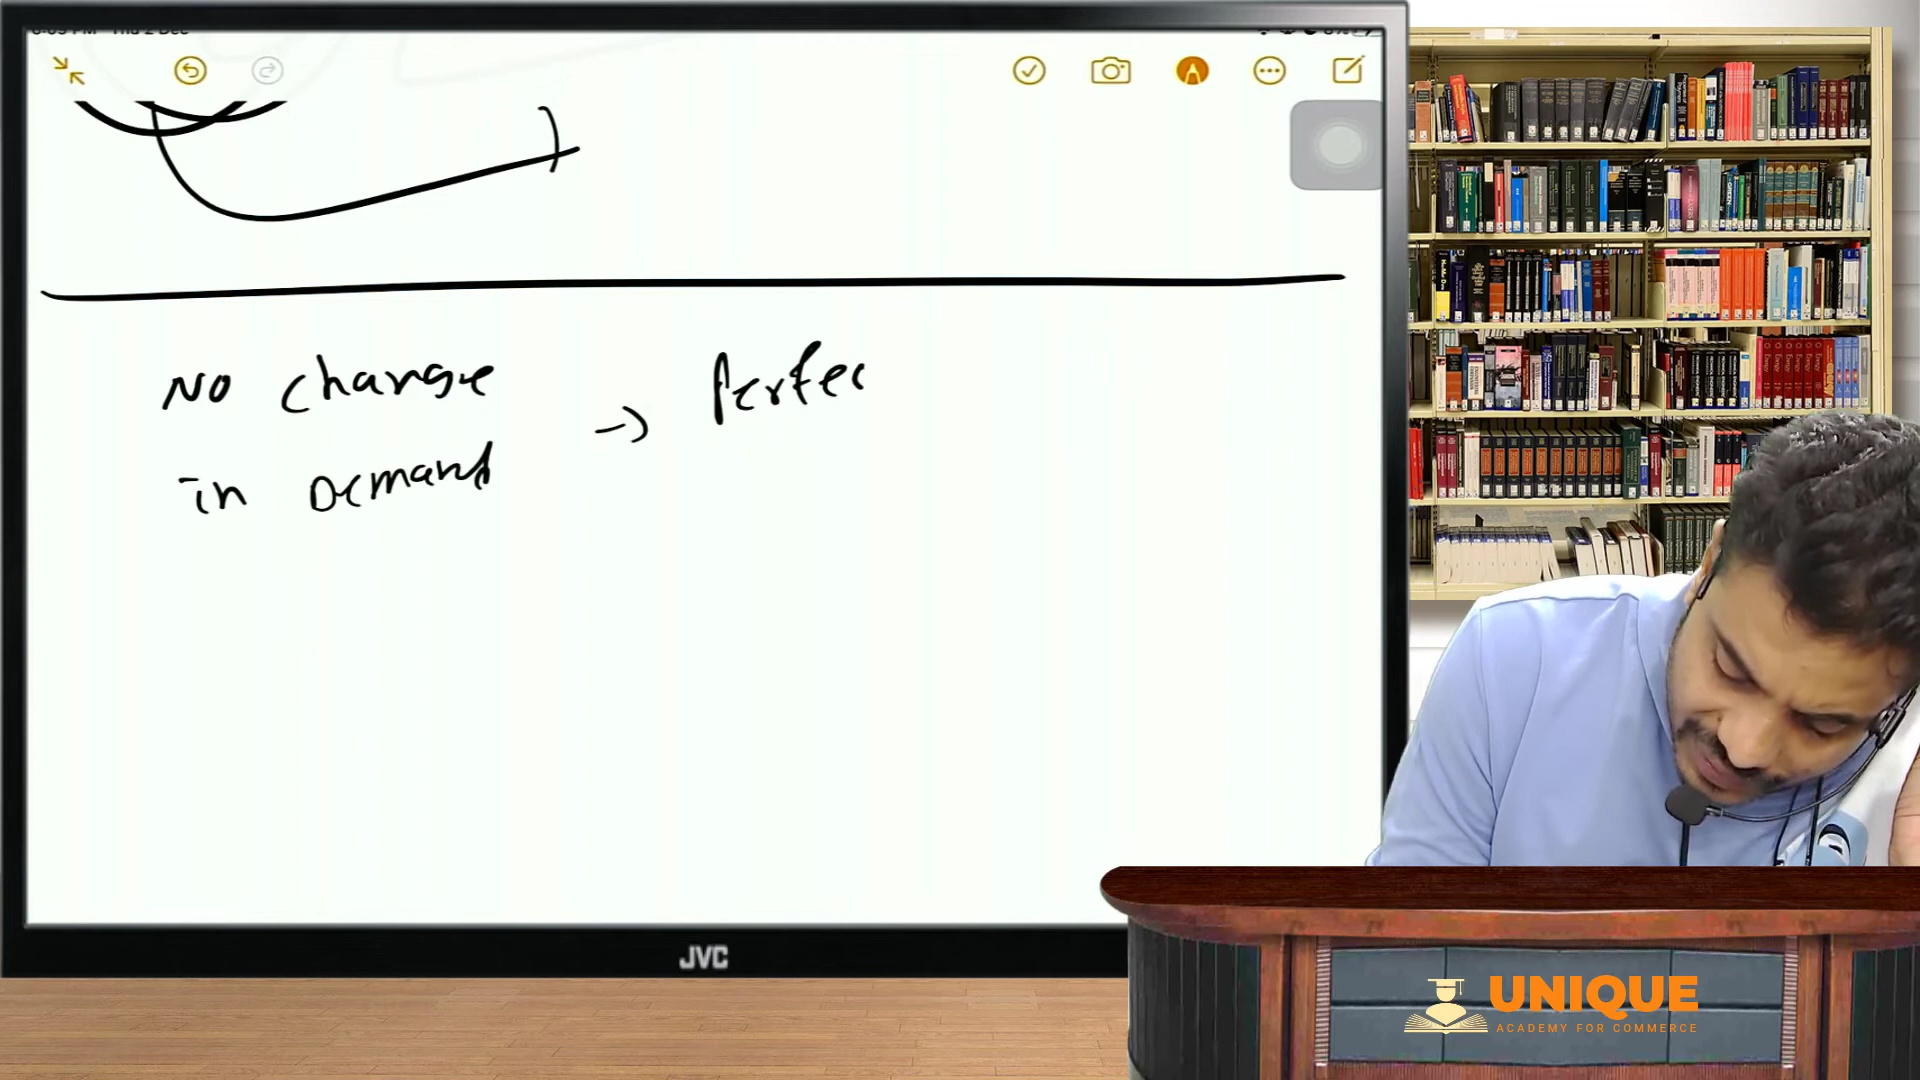 No change
in Demand
→ Perfec
JVC
UNIQUE
ACADEMY FOR COMMERCE